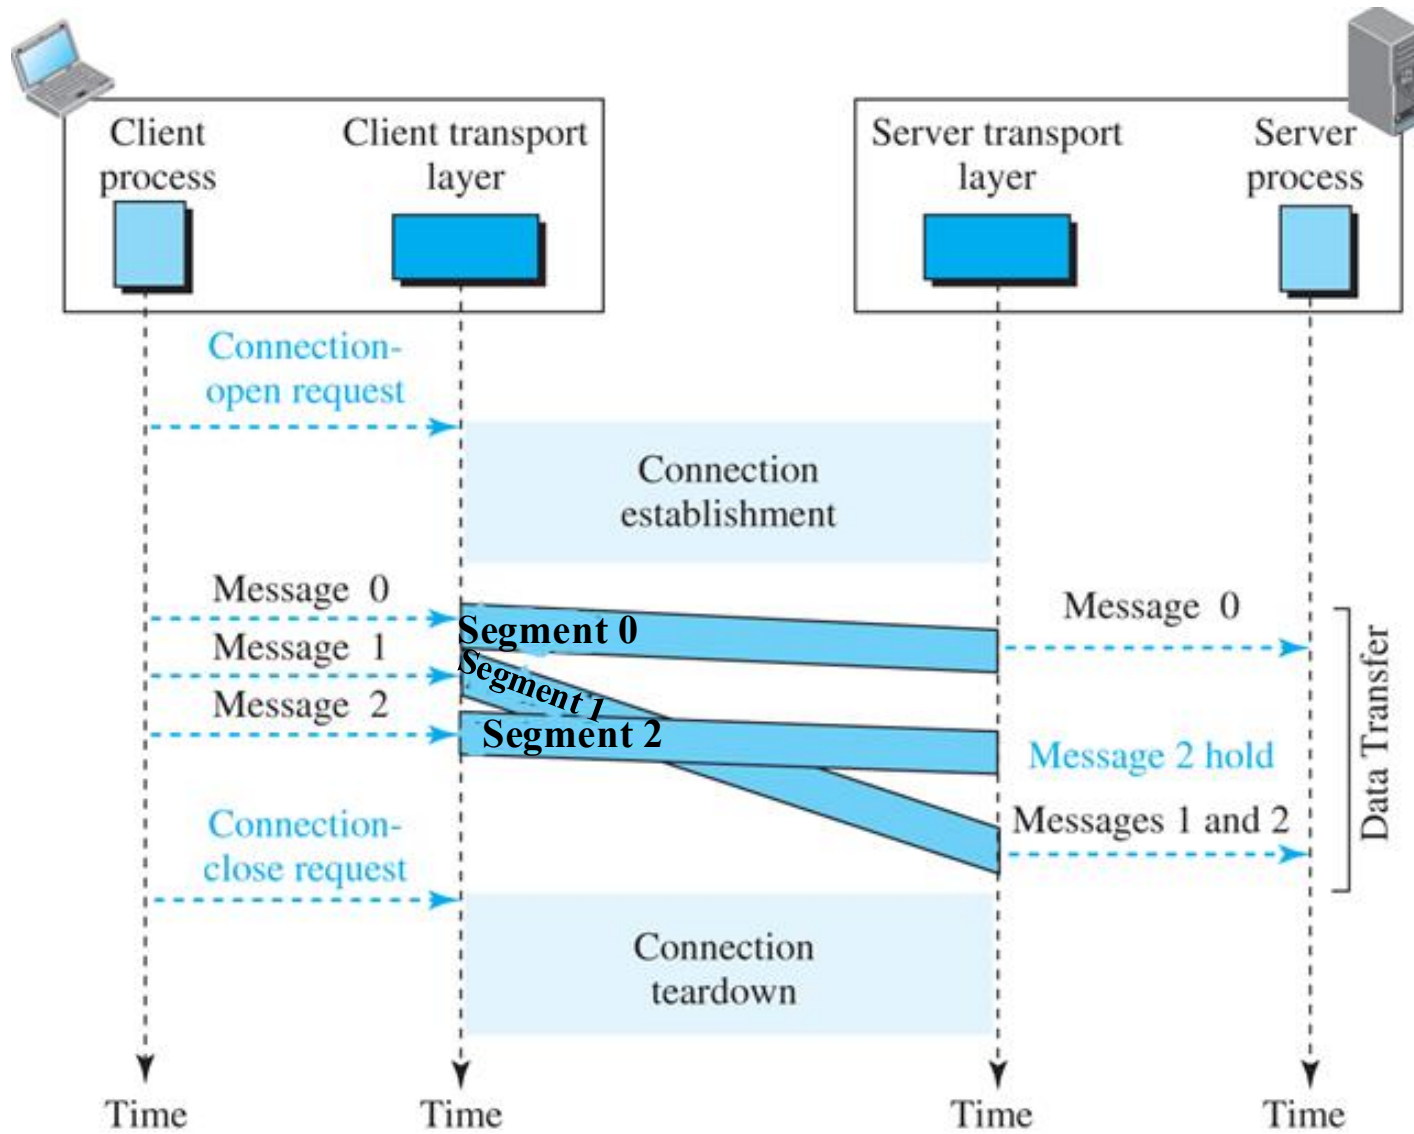 Client
process
Client transport
layer
Server transport
layer
Server
process
Connection-
open request
Connection
establishment
Message 0
Segment 0
Message 0
Message 1
Segment 1
Message 2
Segment 2
Message 2 hold
Messages 1 and 2
Data Transfer
Connection-
close request
Connection
teardown
Time
Time
Time
Time